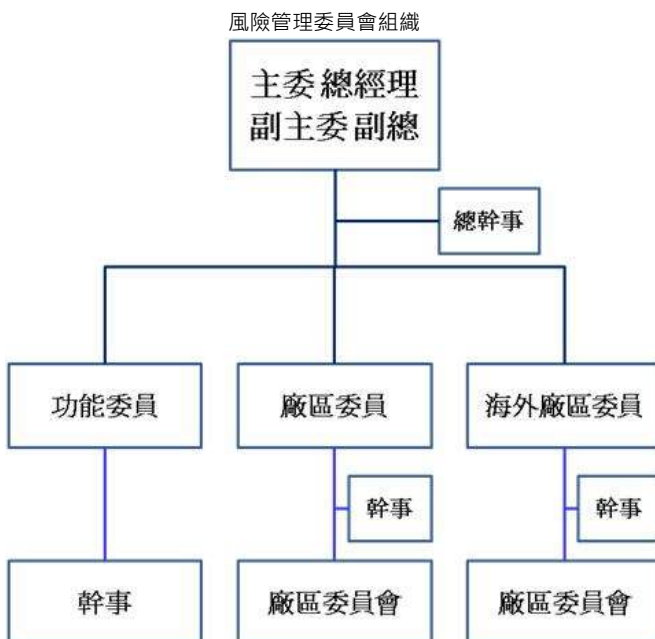 風險管理委員會組織
主委 總經理
副主委 副總
總幹事
功能委員
廠區委員
海外廠區委員
幹事
幹事
幹事
廠區委員會
廠區委員會